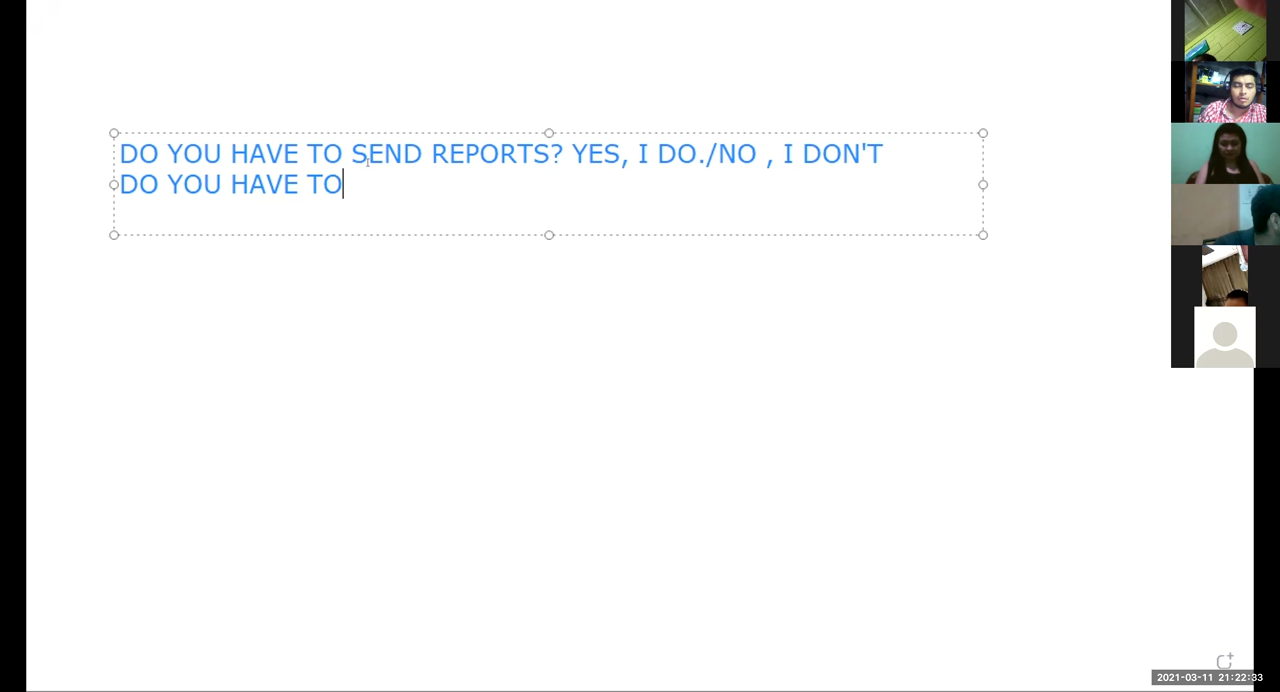 DO YOU HAVE TO SEND REPORTS? YES, I DO./NO , I DON'T
DO YOU HAVE TO
2021-03-11 21:22:33